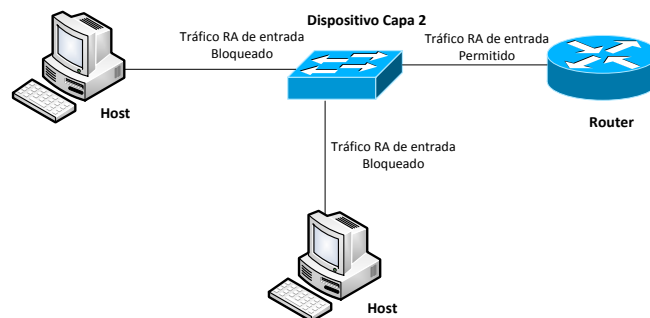 Dispositivo Capa 2
Tráfico RA de entrada
Bloqueado
Tráfico RA de entrada
Permitido
Host
Router
Tráfico RA de entrada
Bloqueado
Host